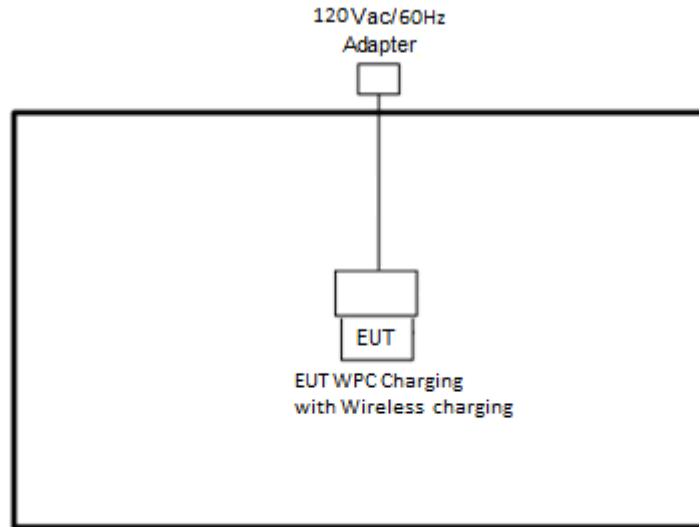 120Vac/60Hz
Adapter
EUT
EUT WPC Charging
with Wireless charging